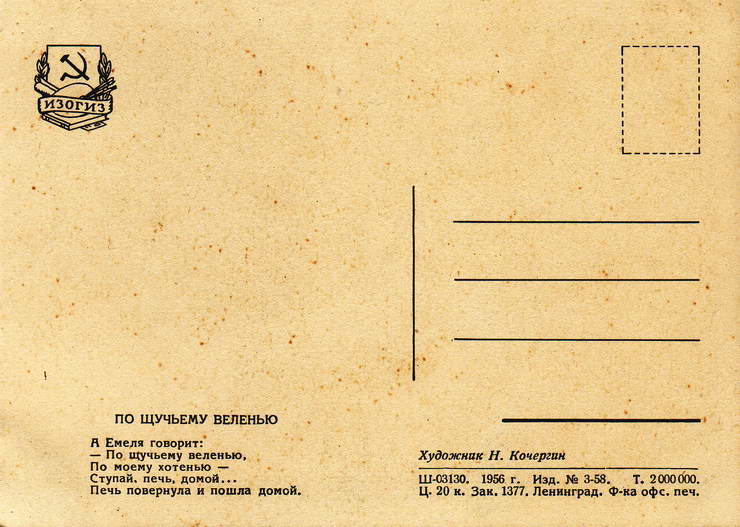 ИЗОГИЗ
ПО ЩУЧЬЕМУ ВЕЛЕНЬЮ
А Емеля говорит:
— По щучьему веленью,
По моему хотенью —
Ступай, печь, домой...
Печь повернула и пошла домой.
Художник Н. Кочергин
Ш-03130. 1956 г. Изд. № 3-58. Т. 2 000 000.
Ц. 20 к. Зак. 1377. Ленинград. Ф-ка офс. печ.